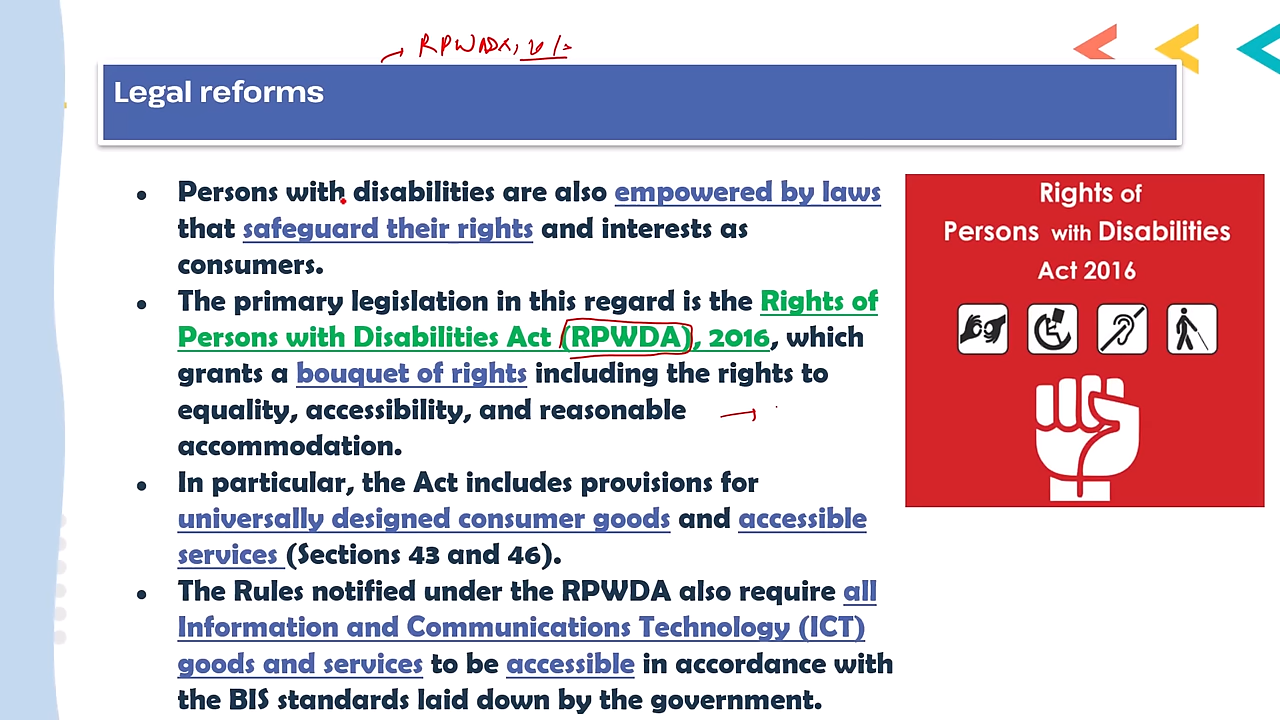 RPWDA, 2016
Legal reforms
• Persons with disabilities are also empowered by laws
that safeguard their rights and interests as
consumers.
• The primary legislation in this regard is the Rights of
Persons with Disabilities Act (RPWDA), 2016, which
grants a bouquet of rights including the rights to
equality, accessibility, and reasonable
accommodation.
• In particular, the Act includes provisions for
universally designed consumer goods and accessible
services (Sections 43 and 46).
• The Rules notified under the RPWDA also require all
Information and Communications Technology (ICT)
goods and services to be accessible in accordance with
the BIS standards laid down by the government.
Rights of
Persons with Disabilities
Act 2016